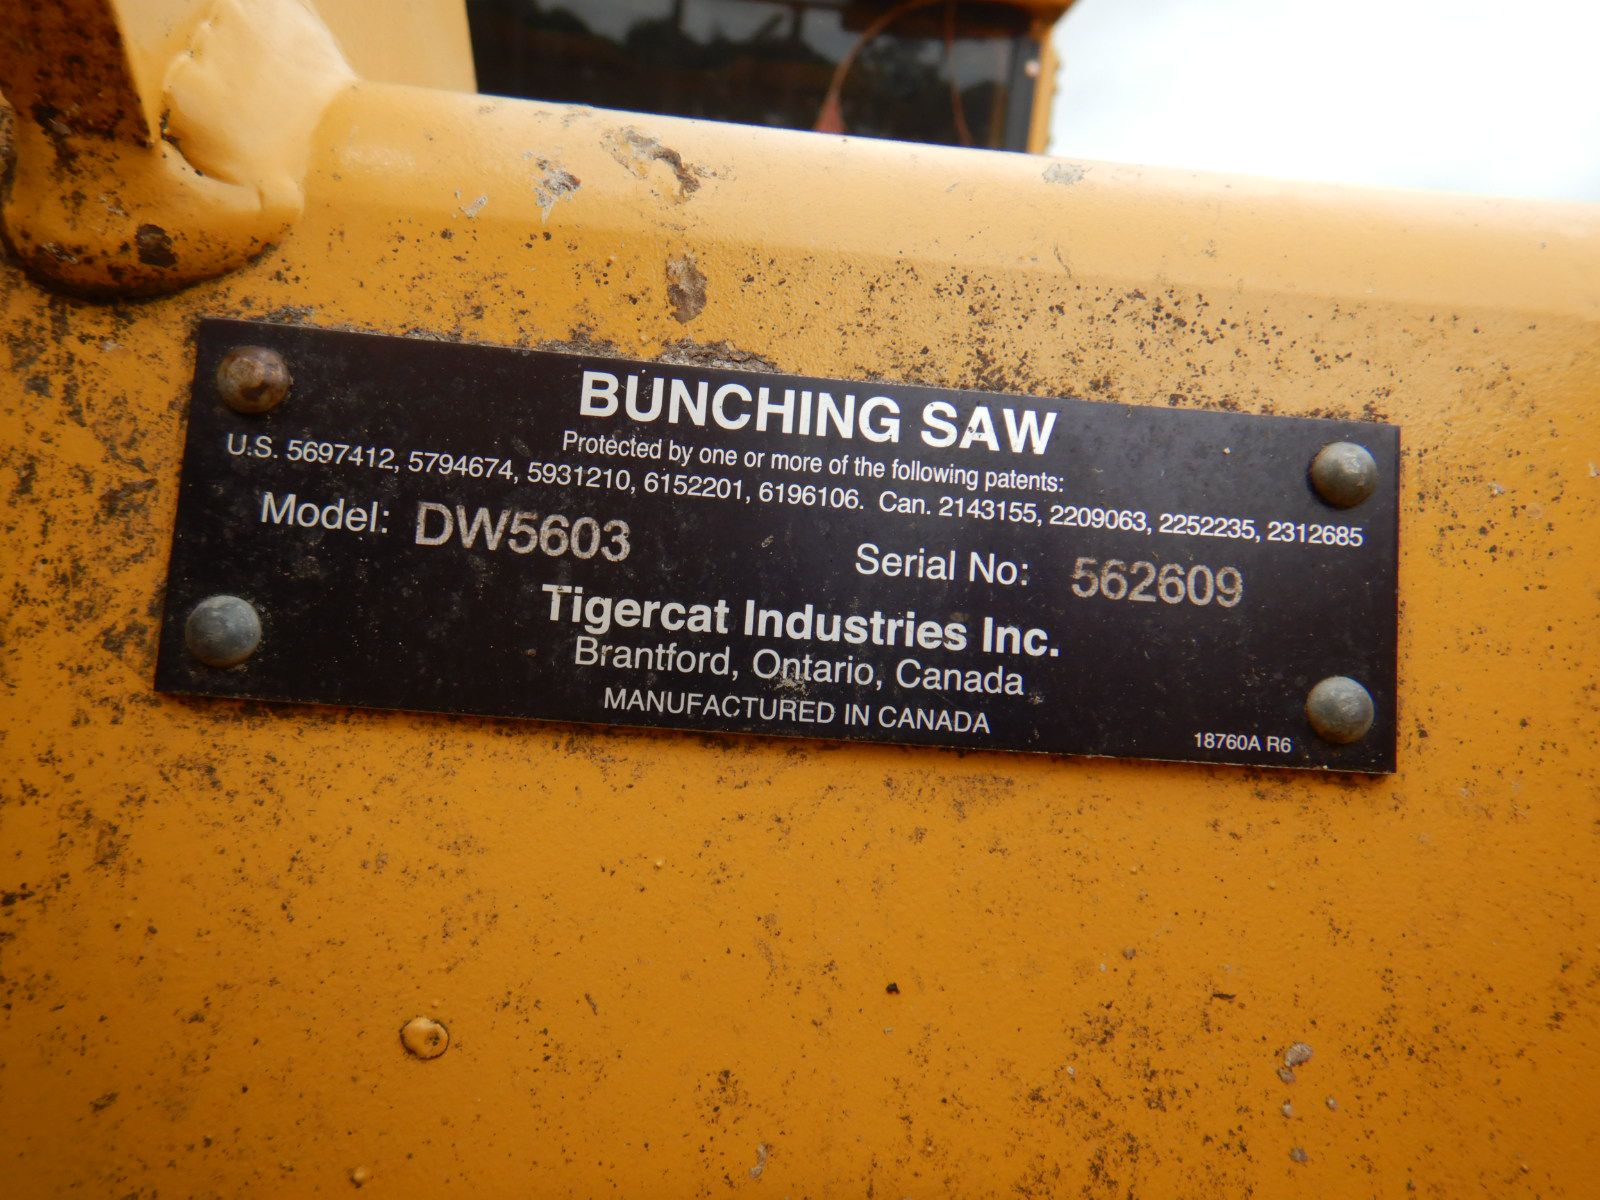 BUNCHING SAW
Protected by one or more of the following patents:
U.S. 5697412, 5794674, 5931210, 6152201, 6196106. Can. 2143155, 2209063, 2252235, 2312685
Model: DW5603 Serial No: 562609
Tigercat Industries Inc.
Brantford, Ontario, Canada
MANUFACTURED IN CANADA
18760A R6